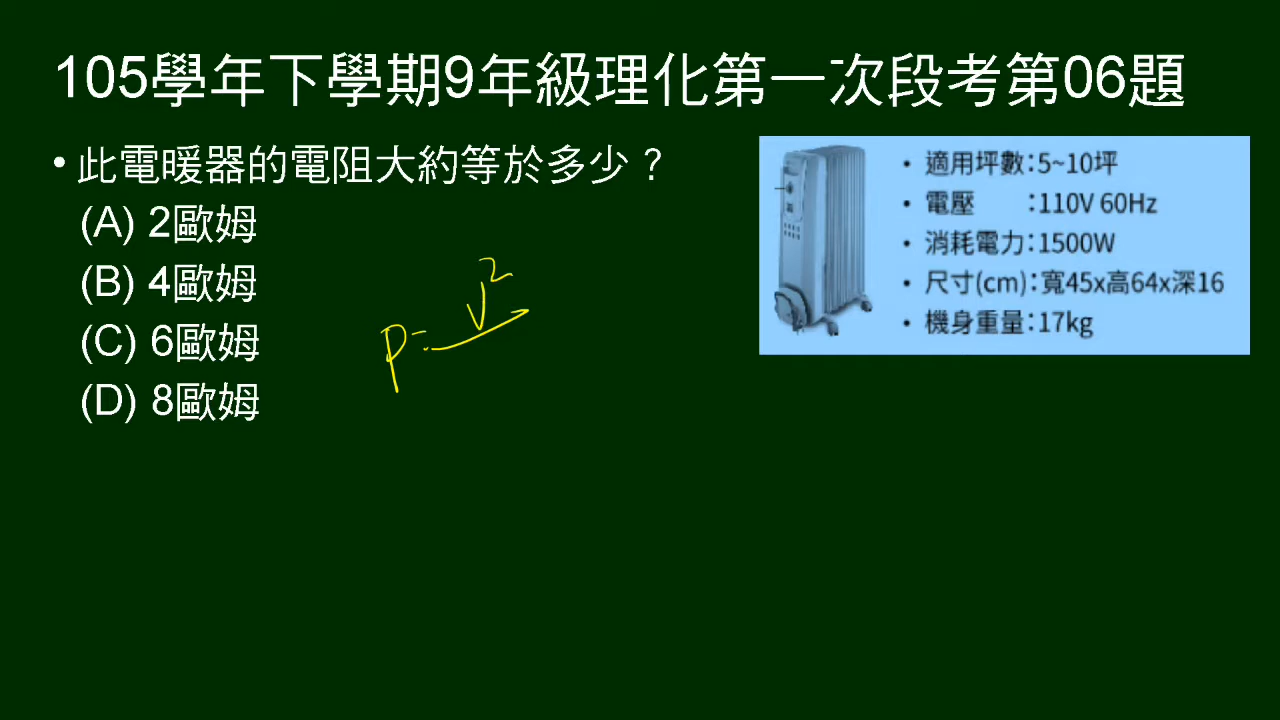 105學年下學期9年級理化第一次段考第06題
• 此電暖器的電阻大約等於多少？
(A) 2歐姆
(B) 4歐姆
(C) 6歐姆
(D) 8歐姆
P = V²
• 適用坪數：5~10坪
• 電壓 ：110V 60Hz
• 消耗電力：1500W
• 尺寸(cm)：寬45x高64x深16
• 機身重量：17kg